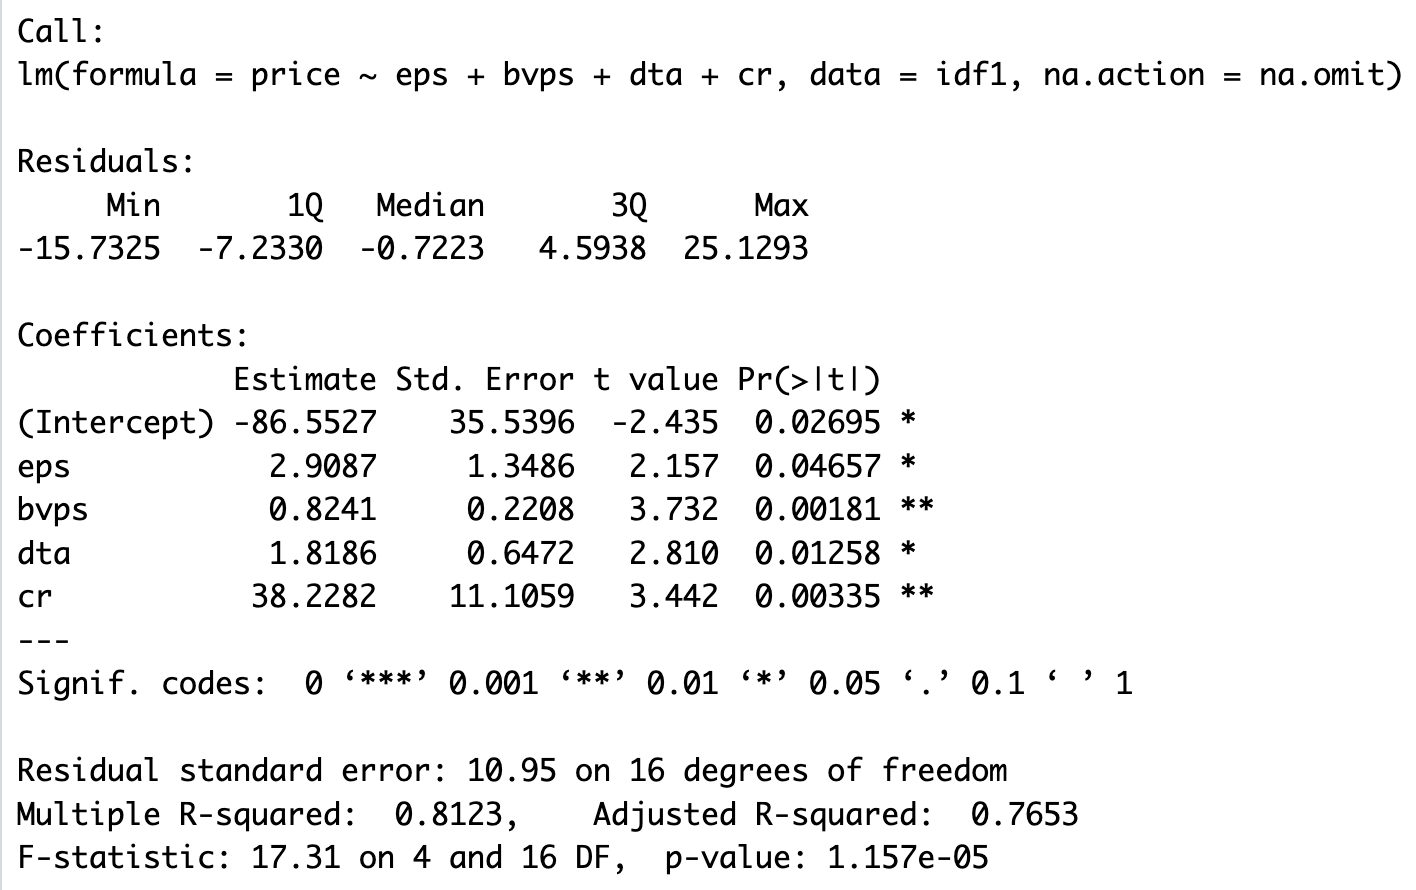 Call:
lm(formula = price ~ eps + bvps + dta + cr, data = idf1, na.action = na.omit)

Residuals:
     Min       1Q   Median       3Q      Max
-15.7325  -7.2330  -0.7223   4.5938  25.1293

Coefficients:
            Estimate Std. Error t value Pr(>|t|)
(Intercept) -86.5527    35.5396  -2.435  0.02695 *
eps           2.9087     1.3486   2.157  0.04657 *
bvps          0.8241     0.2208   3.732  0.00181 **
dta           1.8186     0.6472   2.810  0.01258 *
cr           38.2282    11.1059   3.442  0.00335 **
---
Signif. codes:  0 ‘***’ 0.001 ‘**’ 0.01 ‘*’ 0.05 ‘.’ 0.1 ‘ ’ 1

Residual standard error: 10.95 on 16 degrees of freedom
Multiple R-squared:  0.8123,    Adjusted R-squared:  0.7653
F-statistic: 17.31 on 4 and 16 DF,  p-value: 1.157e-05